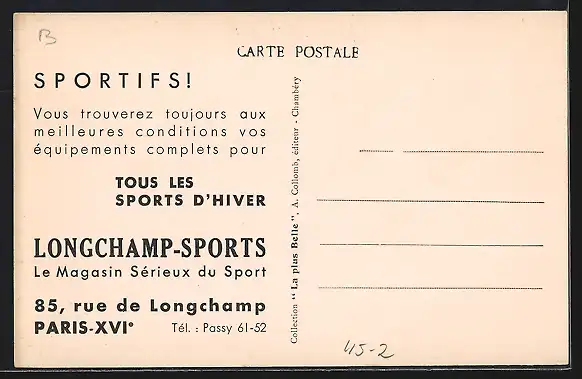 B
CARTE POSTALE
SPORTIFS!
Vous trouverez toujours aux
meilleures conditions vos
équipements complets pour
TOUS LES
SPORTS D'HIVER
LONGCHAMP-SPORTS
Le Magasin Sérieux du Sport
85, rue de Longchamp
PARIS-XVI°
Tél. : Passy 61-52
Collection "La plus Belle", A. Collomb, éditeur - Chambéry
45-2